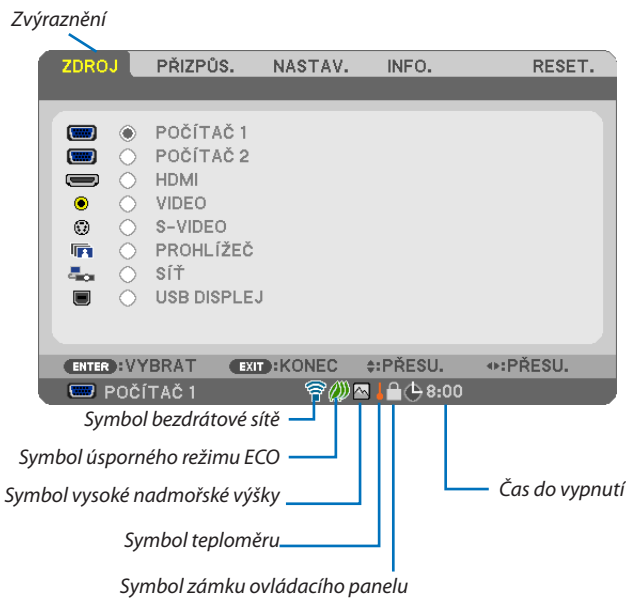 Zvýraznění
ZDROJ PŘIZPŮS. NASTAV. INFO. RESET.
POČÍTAČ 1
POČÍTAČ 2
HDMI
VIDEO
S-VIDEO
PROHLÍŽEČ
SÍŤ
USB DISPLEJ
ENTER :VYBRAT EXIT :KONEC :PŘESU. :PŘESU.
POČÍTAČ 1 8:00
Symbol bezdrátové sítě
Symbol úsporného režimu ECO
Symbol vysoké nadmořské výšky
Čas do vypnutí
Symbol teploměru
Symbol zámku ovládacího panelu